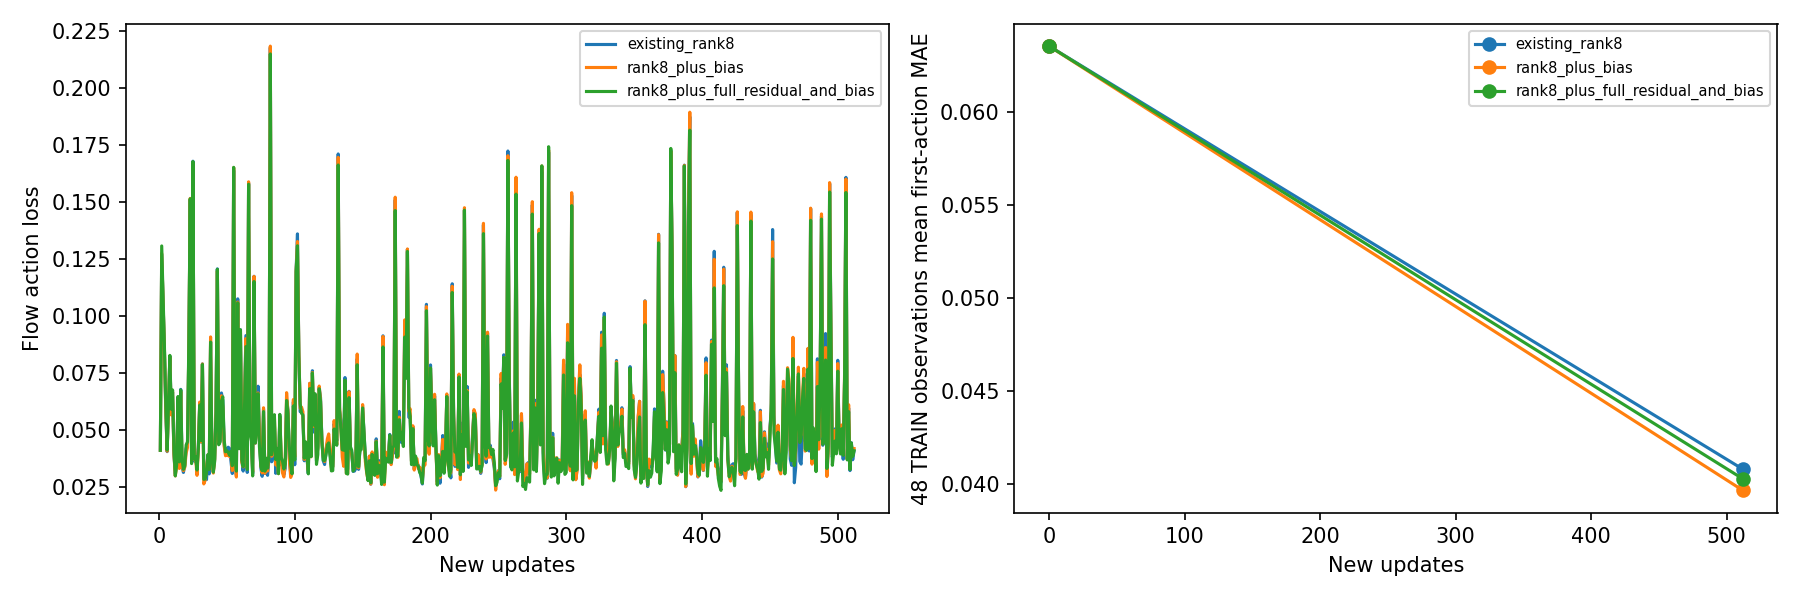 0.225
0.200
0.175
0.150
0.125
0.100
0.075
0.050
0.025
Flow action loss
0 100 200 300 400 500
New updates
existing_rank8
rank8_plus_bias
rank8_plus_full_residual_and_bias
0.060
0.055
0.050
0.045
0.040
48 TRAIN observations mean first-action MAE
0 100 200 300 400 500
New updates
existing_rank8
rank8_plus_bias
rank8_plus_full_residual_and_bias